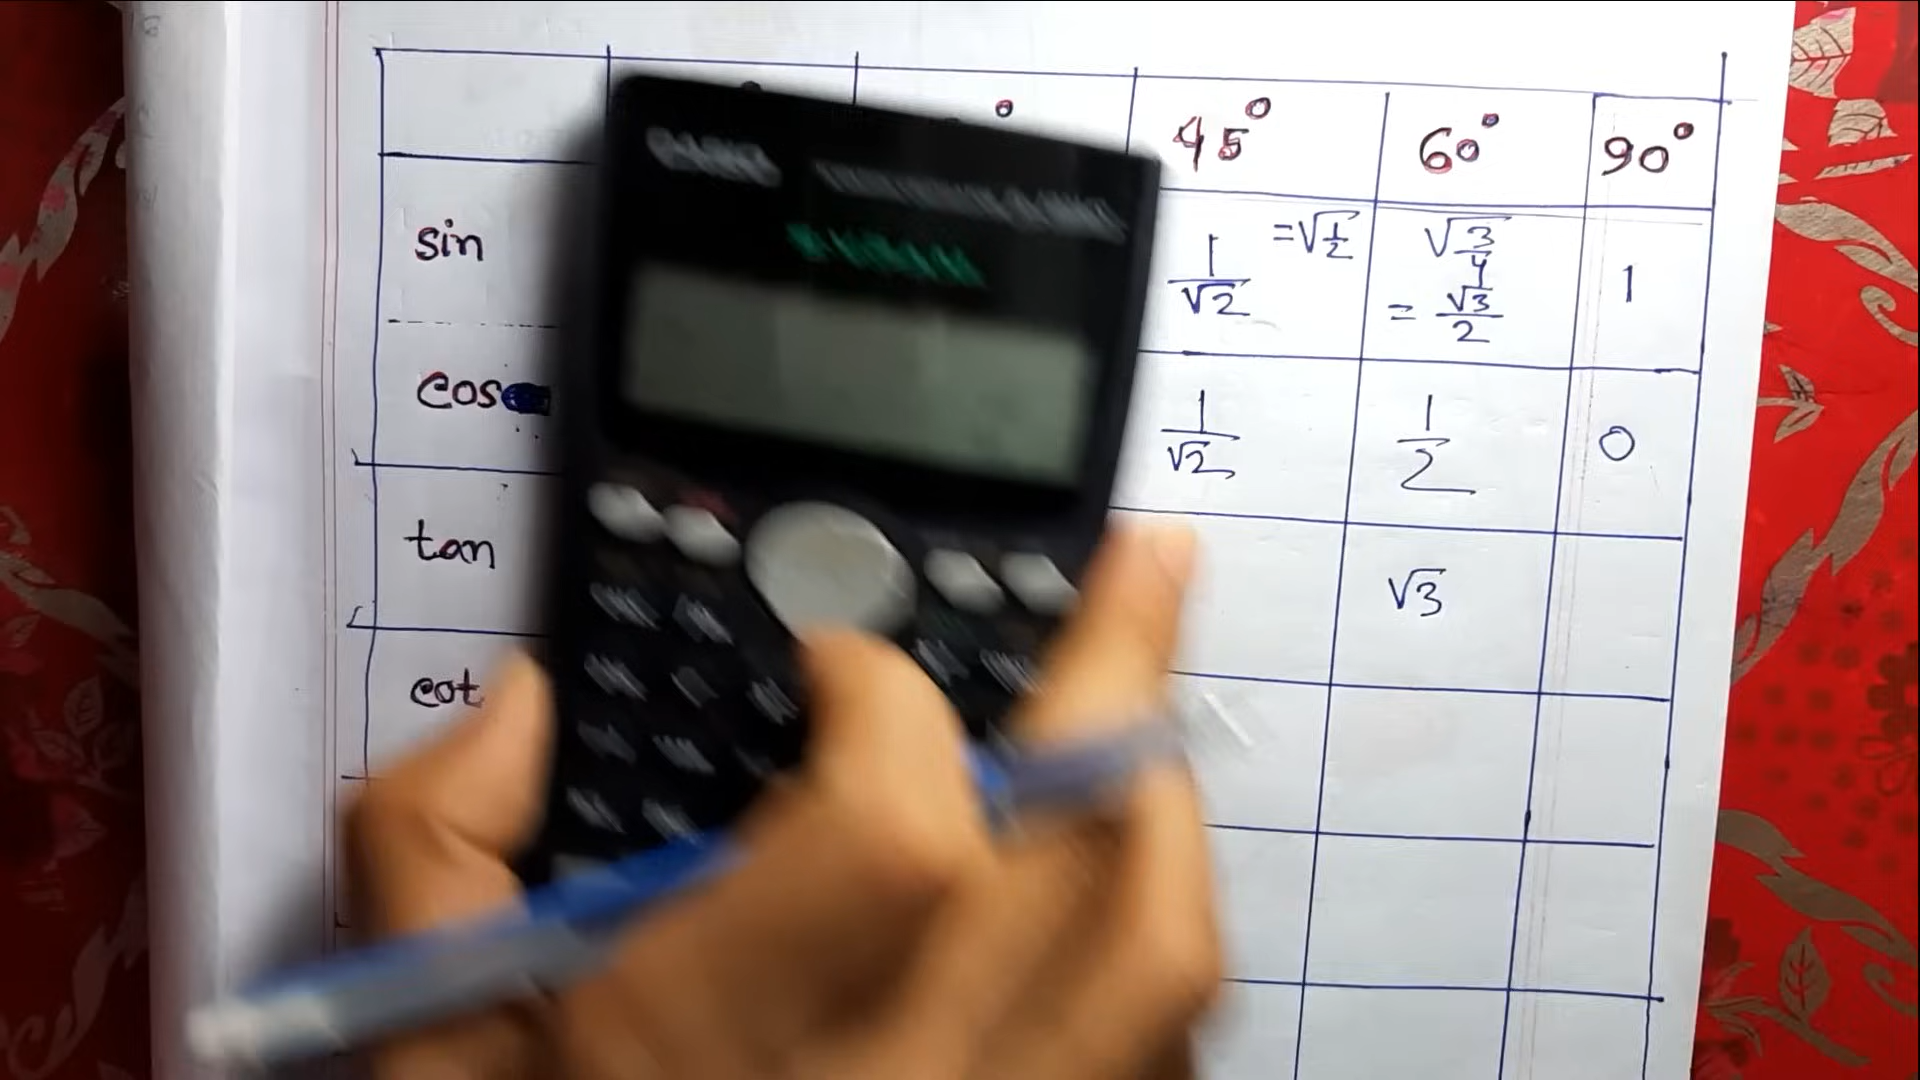 45° 60° 90°
sin 1/√2 =√1/2 √3/4 = √3/2 1
cos 1/√2 1/2 0
tan √3
cot